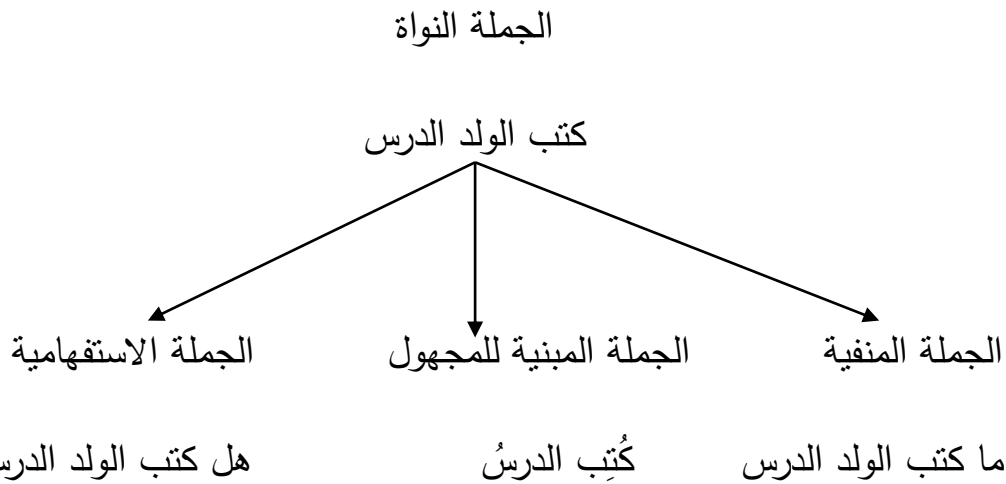 الجملة النواة
كتب الولد الدرس
الجملة المنفية
الجملة المبنية للمجهول
الجملة الاستفهامية
ما كتب الولد الدرس
كُتِب الدرسُ
هل كتب الولد الدرس